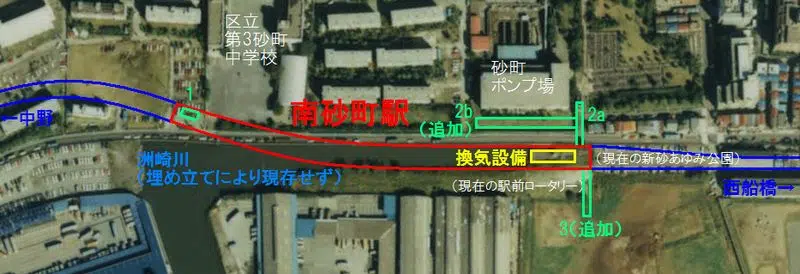 区立
第3砂町
中学校
砂町
ポンプ場
1
南砂町駅
2b
(追加)
2a
←中野
洲崎川
(埋め立てにより現存せず)
換気設備
(現在の新砂あゆみ公園)
(現在の駅前ロータリー)
西船橋→
3(追加)